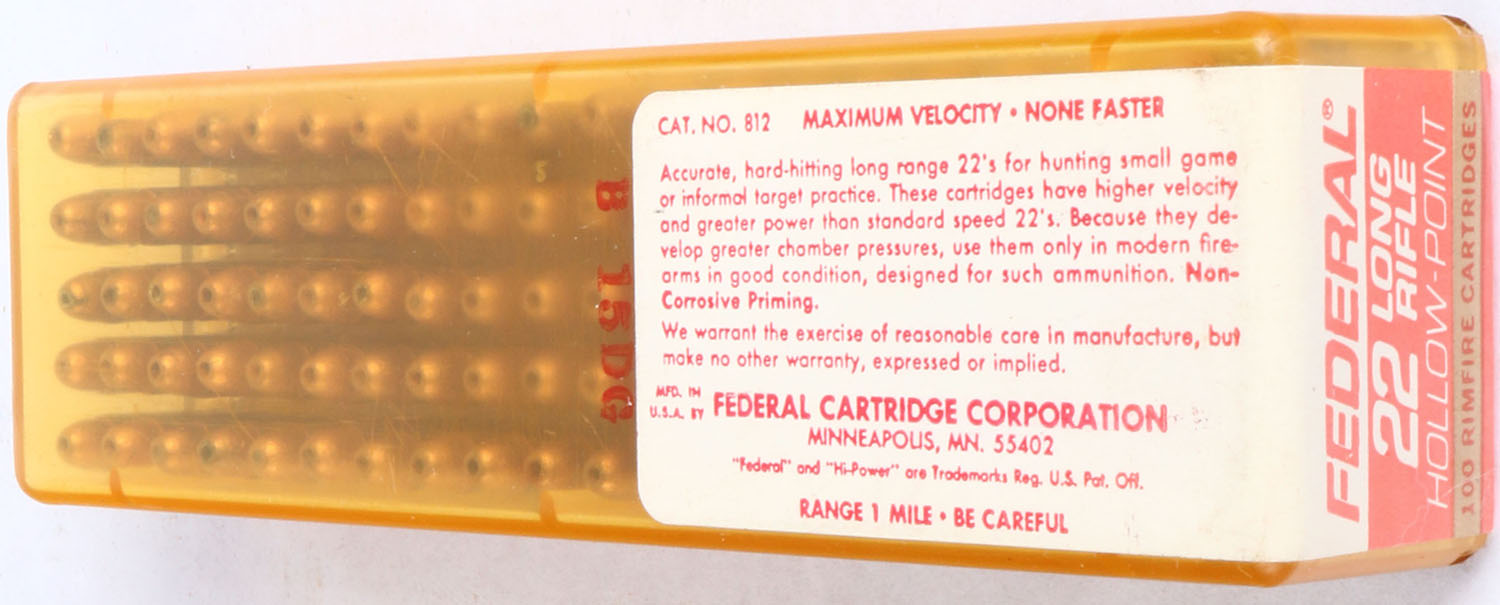 CAT. NO. 812 MAXIMUM VELOCITY • NONE FASTER
Accurate, hard-hitting long range 22's for hunting small game
or informal target practice. These cartridges have higher velocity
and greater power than standard speed 22's. Because they de-
velop greater chamber pressures, use them only in modern fire-
arms in good condition, designed for such ammunition. Non-
Corrosive Priming.
We warrant the exercise of reasonable care in manufacture, but
make no other warranty, expressed or implied.
MFD. IN
U.S.A. BY FEDERAL CARTRIDGE CORPORATION
MINNEAPOLIS, MN. 55402
"Federal" and "Hi-Power" are Trademarks Reg. U.S. Pat. Off.
RANGE 1 MILE • BE CAREFUL
FEDERAL®
22 LONG
RIFLE
HOLLOW-POINT
100 RIMFIRE CARTRIDGES